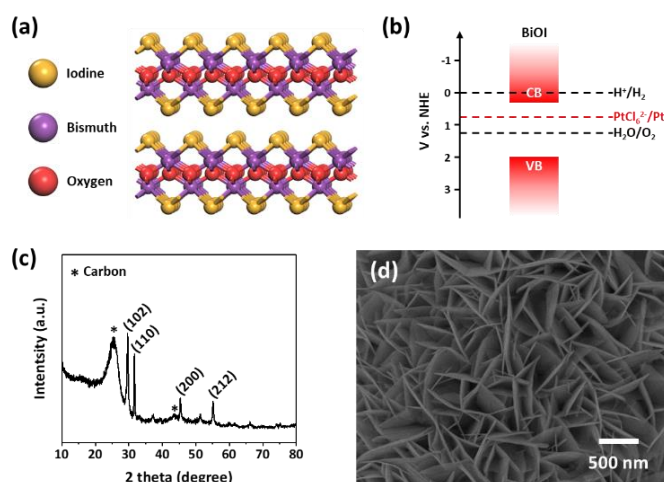 (a)
Iodine
Bismuth
Oxygen
(b)
BiOI
V vs. NHE
-1
0
1
2
3
CB
VB
H⁺/H₂
PtCl₆²⁻/Pt
H₂O/O₂
(c)
* Carbon
Intentsity (a.u.)
*
(102)
(110)
*
(200)
(212)
10 20 30 40 50 60 70 80
2 theta (degree)
(d)
500 nm